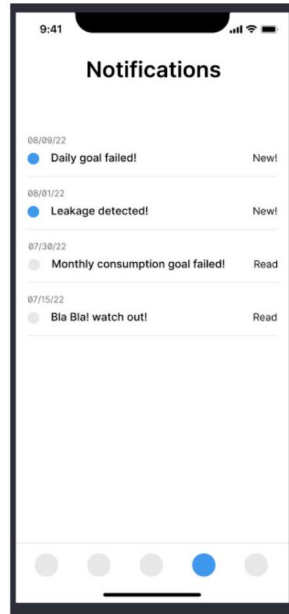 9:41
Notifications
08/09/22
Daily goal failed! New!
08/01/22
Leakage detected! New!
07/30/22
Monthly consumption goal failed! Read
07/15/22
Bla Bla! watch out! Read